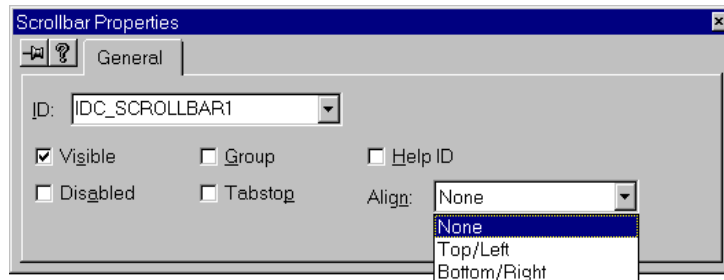 Scrollbar Properties
? General
ID: IDC_SCROLLBAR1
Visible Group Help ID
Disabled Tabstop Align: None
None
Top/Left
Bottom/Right